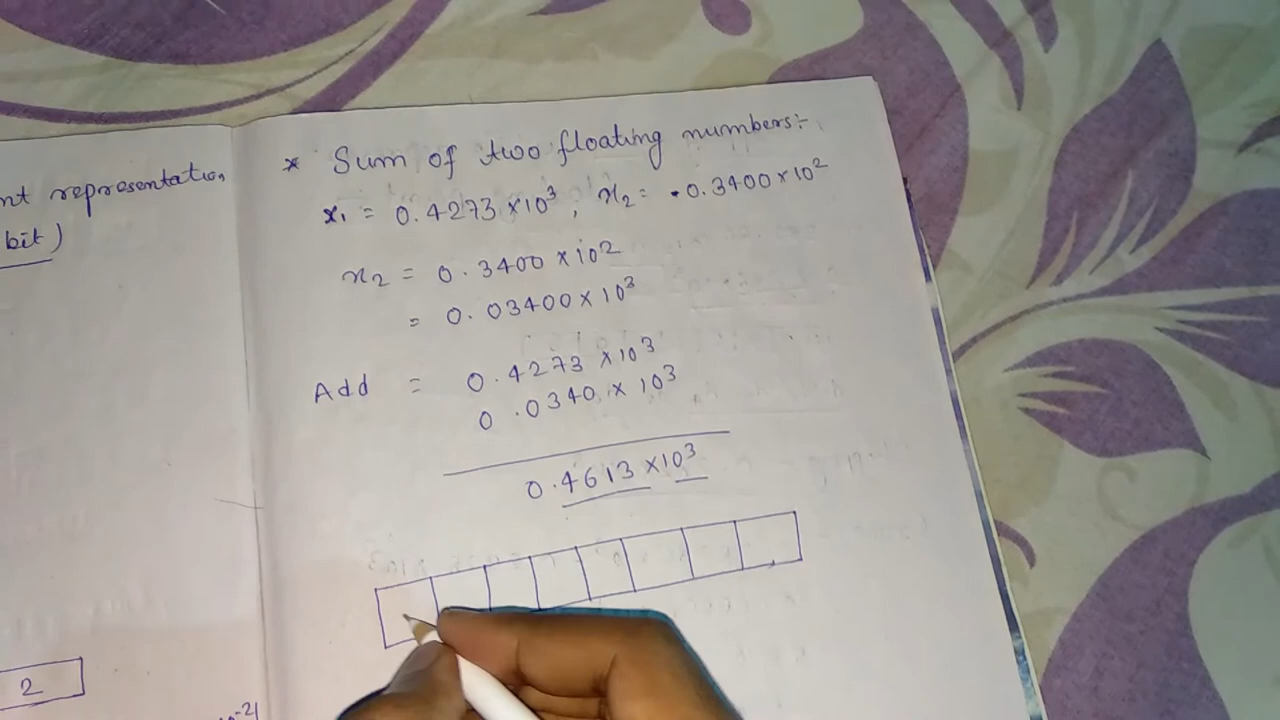 nt representation
bit)
2
* Sum of two floating numbers:-
x₁ = 0.4273 × 10³, x₂ = 0.3400 × 10²
x₂ = 0.3400 × 10²
= 0.03400 × 10³
Add = 0.4273 × 10³
0.0340 × 10³
0.4613 × 10³